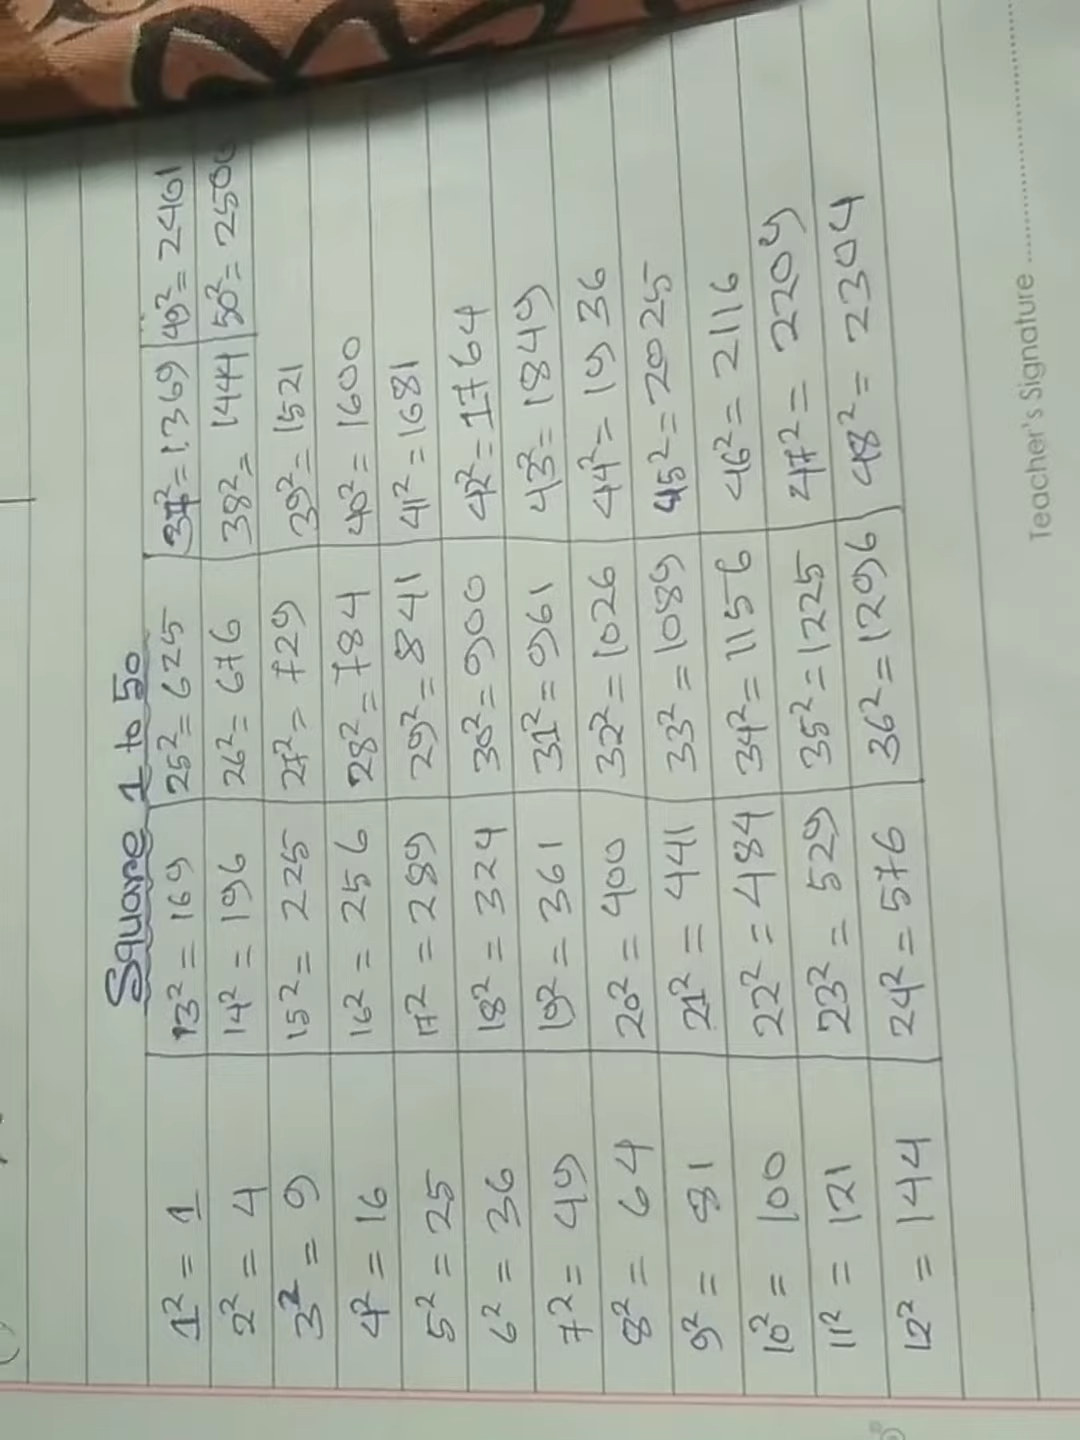 Square 1 to 50
1² = 1
2² = 4
3² = 9
4² = 16
5² = 25
6² = 36
7² = 49
8² = 64
9² = 81
10² = 100
11² = 121
12² = 144
13² = 169
14² = 196
15² = 225
16² = 256
17² = 289
18² = 324
19² = 361
20² = 400
21² = 441
22² = 484
23² = 529
24² = 576
25² = 625
26² = 676
27² = 729
28² = 784
29² = 841
30² = 900
31² = 961
32² = 1026
33² = 1089
34² = 1156
35² = 1225
36² = 1296
37² = 1369
38² = 1444
39² = 1521
40² = 1600
41² = 1681
42² = 1764
43² = 1849
44² = 1936
45² = 2025
46² = 2116
47² = 2209
48² = 2304
49² = 2401
50² = 2500
Teacher's Signature